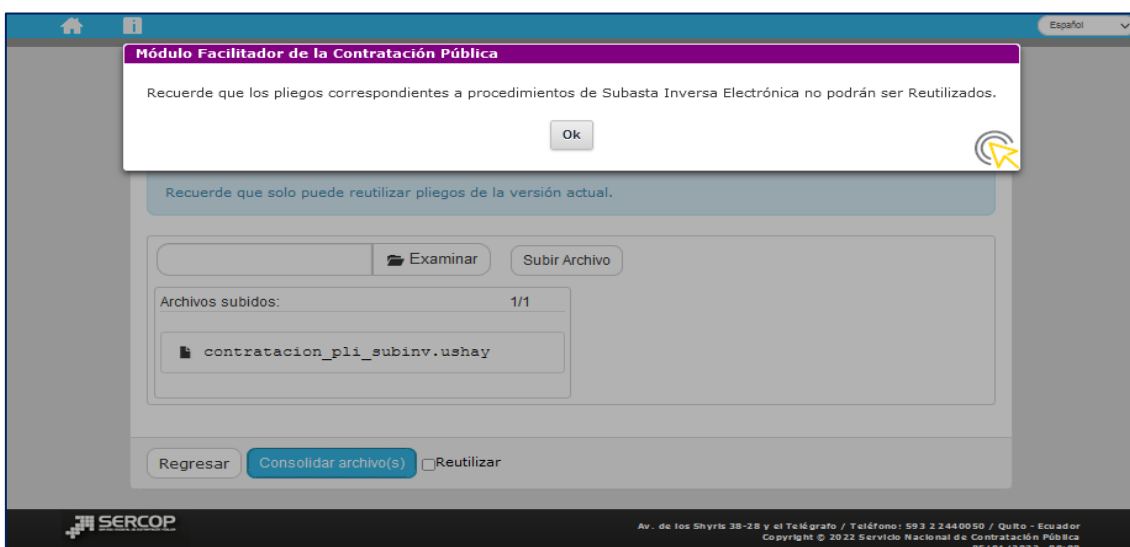 Español
Módulo Facilitador de la Contratación Pública
Recuerde que los pliegos correspondientes a procedimientos de Subasta Inversa Electrónica no podrán ser Reutilizados.
Ok
Recuerde que solo puede reutilizar pliegos de la versión actual.
Examinar
Subir Archivo
Archivos subidos: 1/1
contratacion_pli_subinv.ushay
Regresar
Consolidar archivo(s)
Reutilizar
SERCOP
Av. de los Shyris 38-28 y el Telégrafo / Teléfono: 593 2 2440050 / Quito - Ecuador
Copyright © 2022 Servicio Nacional de Contratación Pública